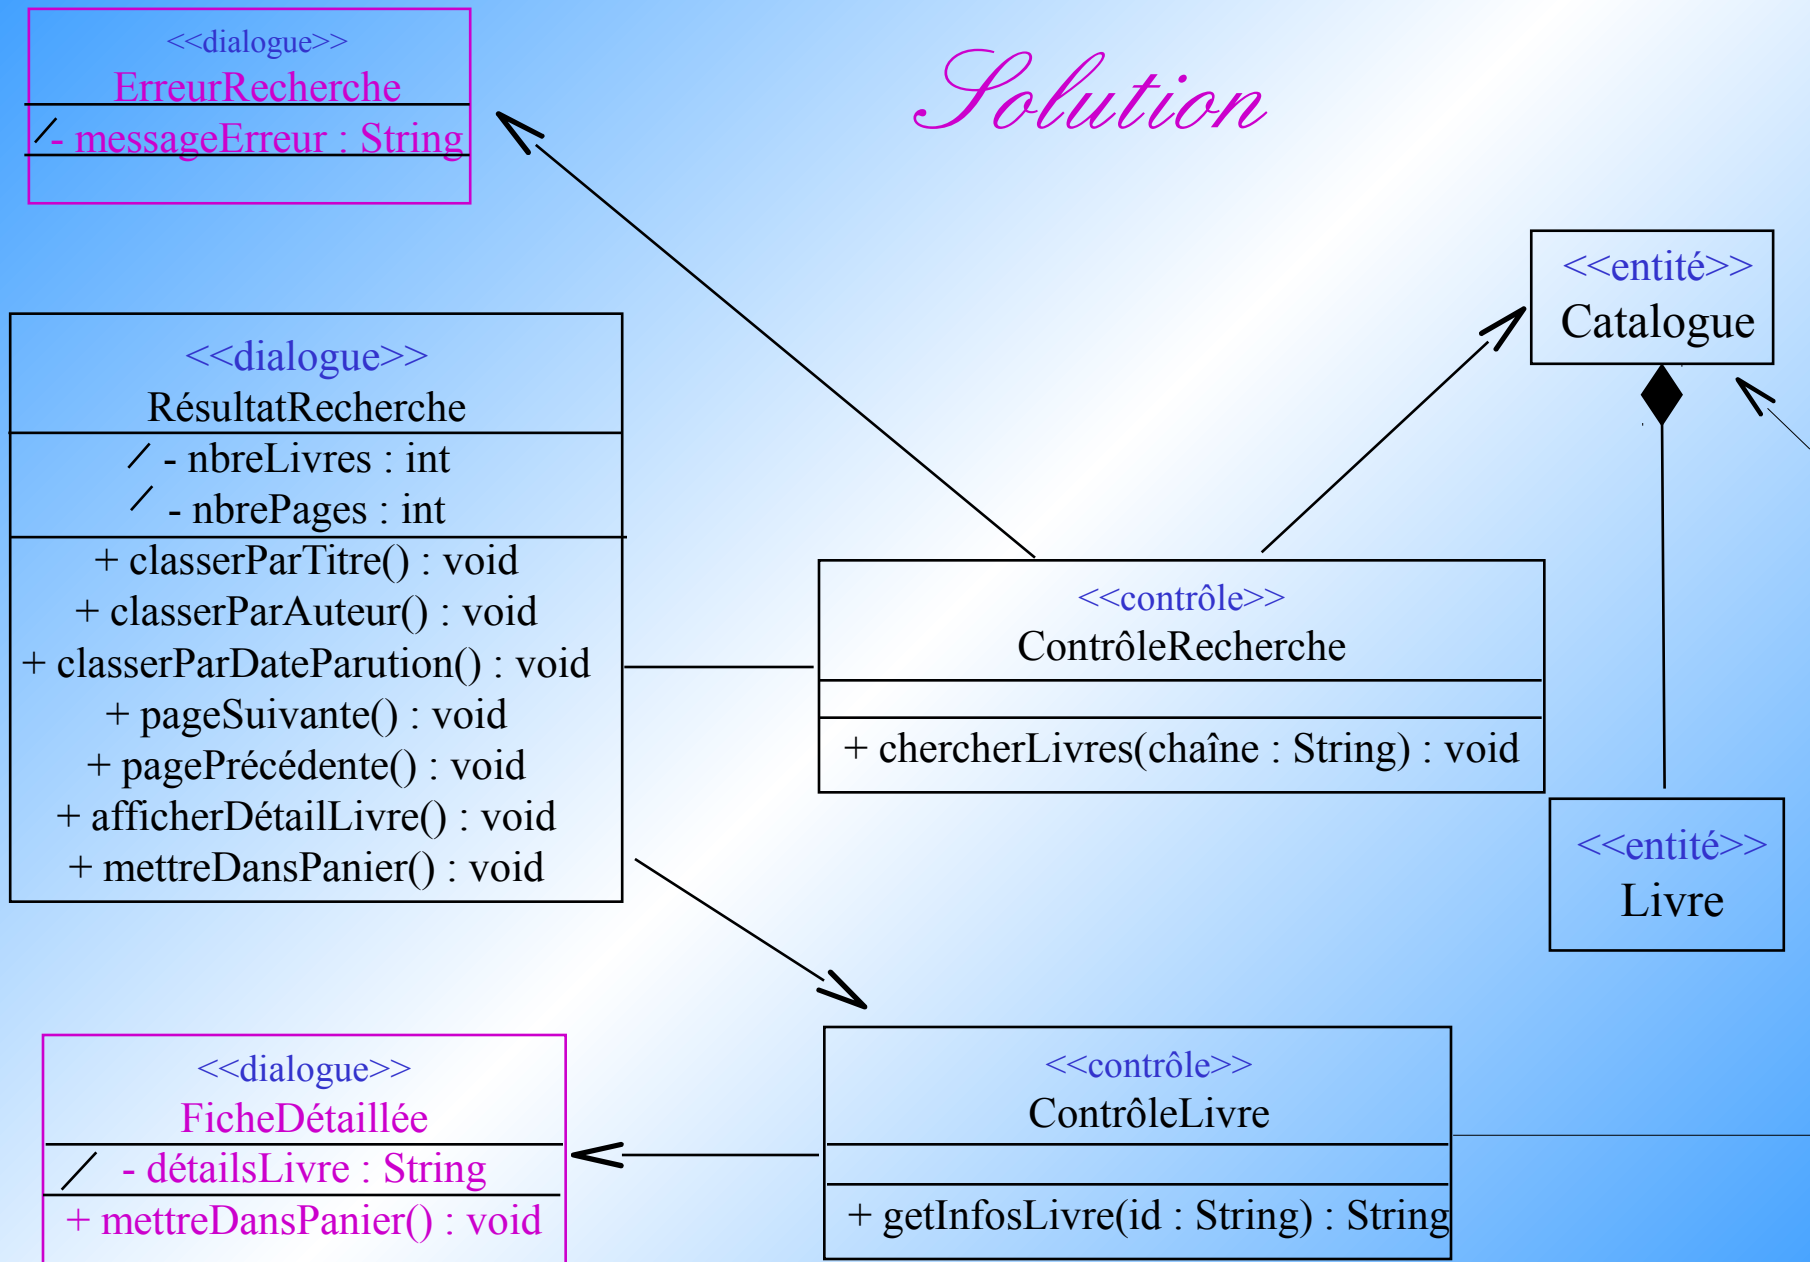 <<dialogue>>
ErreurRecherche
/- messageErreur : String
Solution
<<entité>>
Catalogue
<<dialogue>>
RésultatRecherche
/ - nbreLivres : int
/ - nbrePages : int
+ classerParTitre() : void
+ classerParAuteur() : void
+ classerParDateParution() : void
+ pageSuivante() : void
+ pagePrécédente() : void
+ afficherDétailLivre() : void
+ mettreDansPanier() : void
<<contrôle>>
ContrôleRecherche
+ chercherLivres(chaîne : String) : void
<<entité>>
Livre
<<dialogue>>
FicheDétaillée
/ - détailsLivre : String
+ mettreDansPanier() : void
<<contrôle>>
ContrôleLivre
+ getInfosLivre(id : String) : String